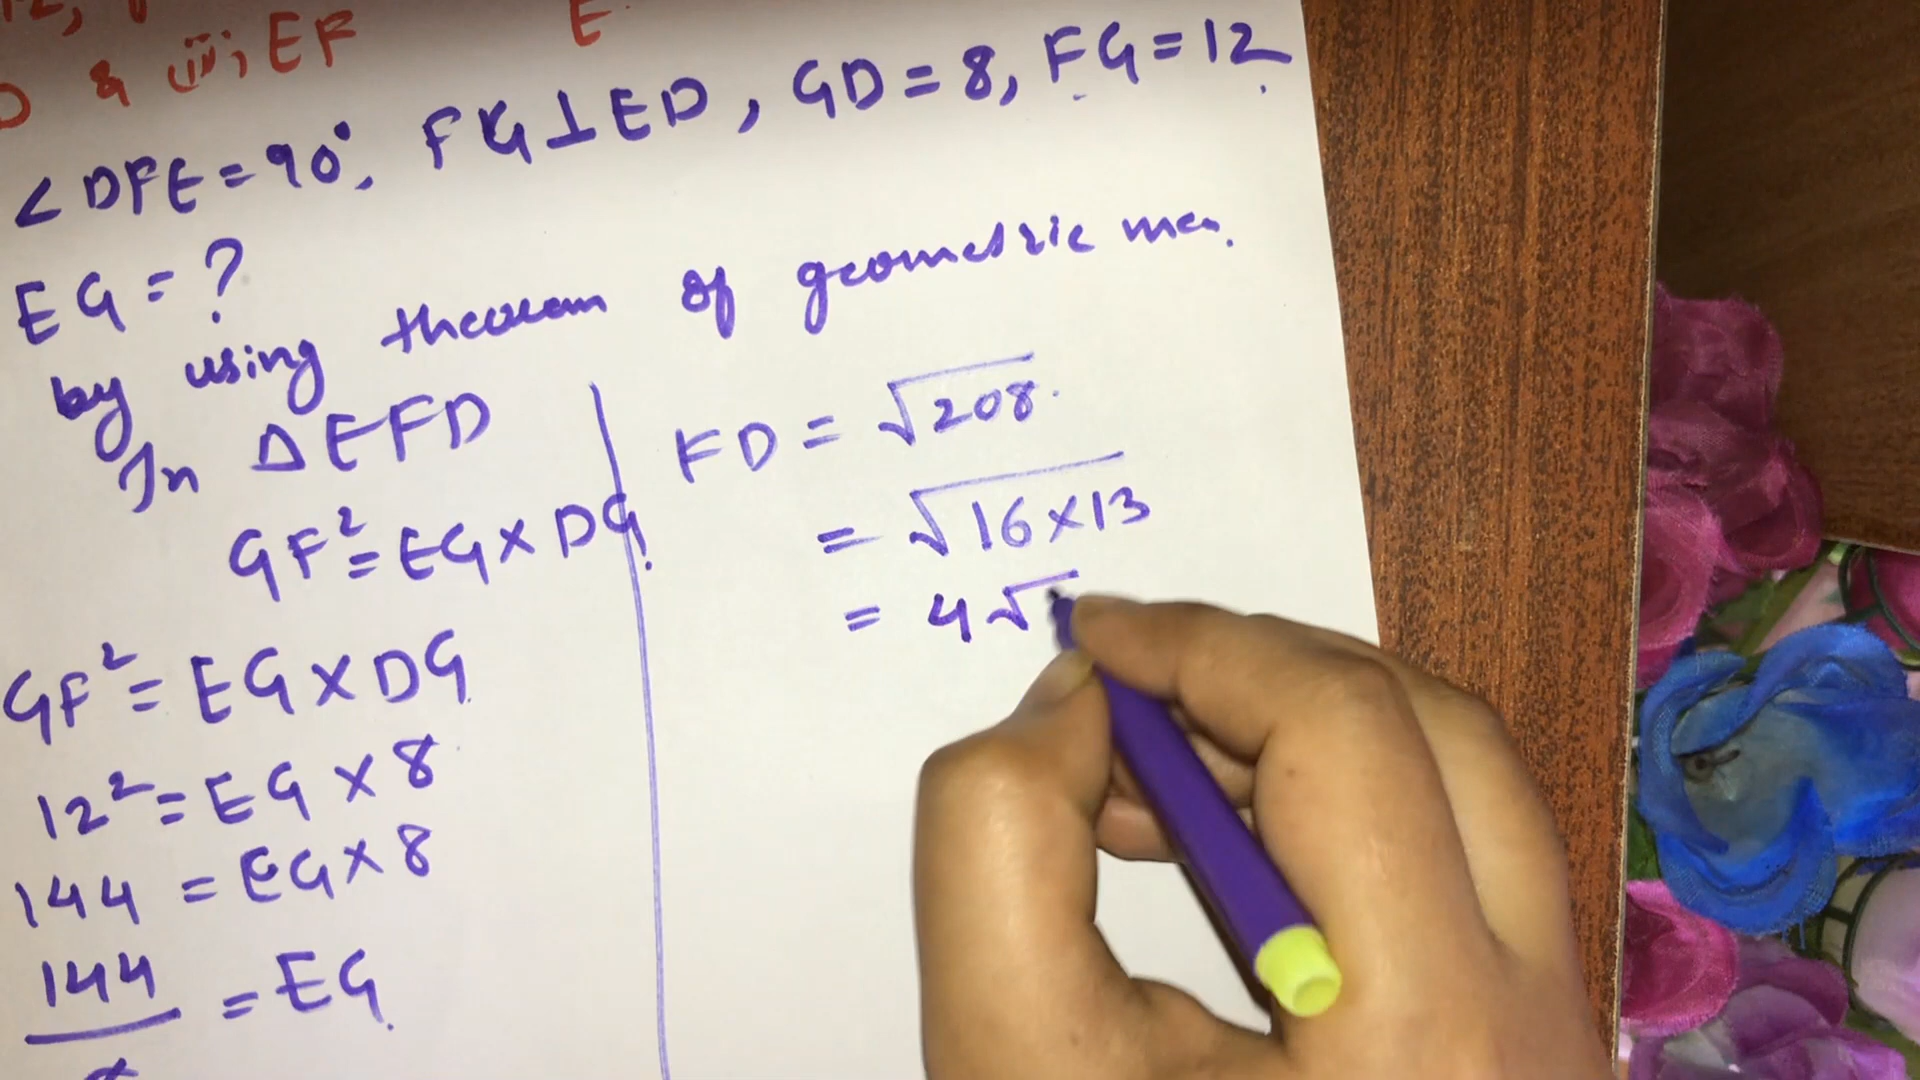 & iii) EF
E
∠DFE = 90°, FG ⊥ ED, GD = 8, FG = 12.
EG = ?
by using theorem of geometric
In ΔEFD
GF² = EG × DG.
GF² = EG × DG
12² = EG × 8
144 = EG × 8
144 = EG.
FD = √208.
= √16×13
= 4√